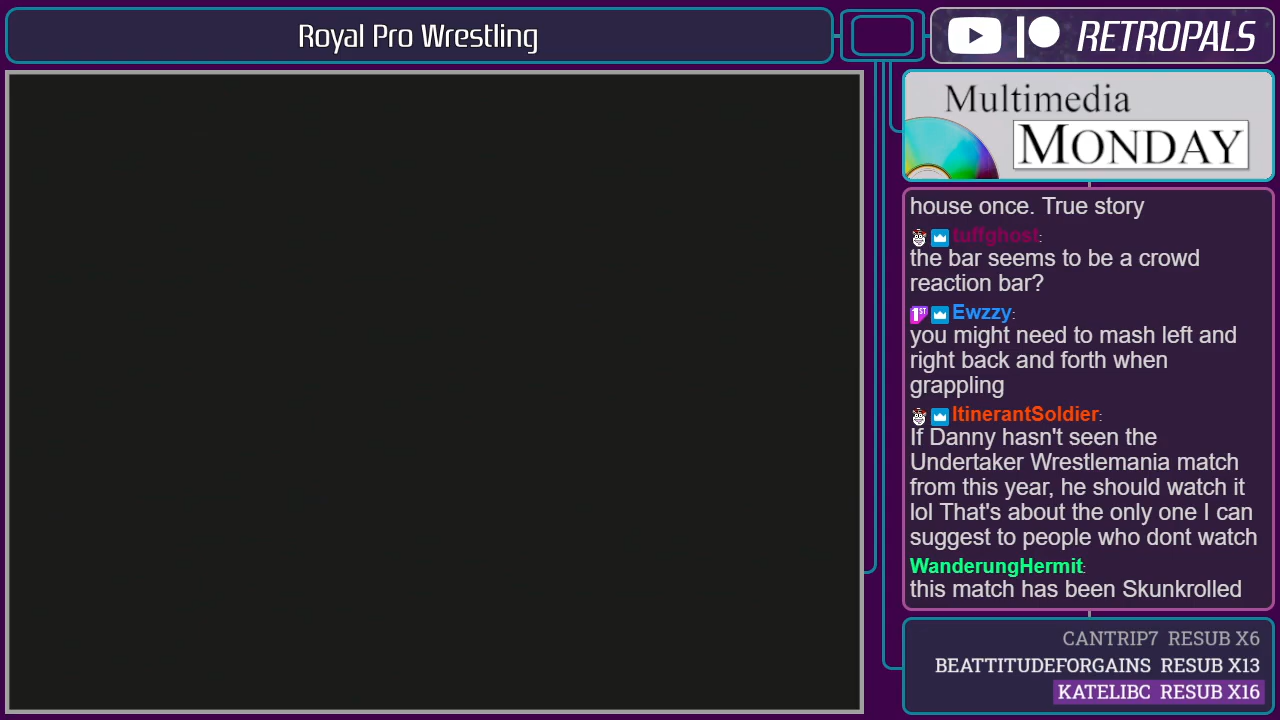 Royal Pro Wrestling
RETROPALS
Multimedia
MONDAY
house once. True story
tuffghost:
the bar seems to be a crowd
reaction bar?
1ST Ewzzy:
you might need to mash left and
right back and forth when
grappling
ItinerantSoldier:
If Danny hasn't seen the
Undertaker Wrestlemania match
from this year, he should watch it
lol That's about the only one I can
suggest to people who dont watch
WanderungHermit:
this match has been Skunkrolled
CANTRIP7 RESUB X6
BEATTITUDEFORGAINS RESUB X13
KATELIBC RESUB X16